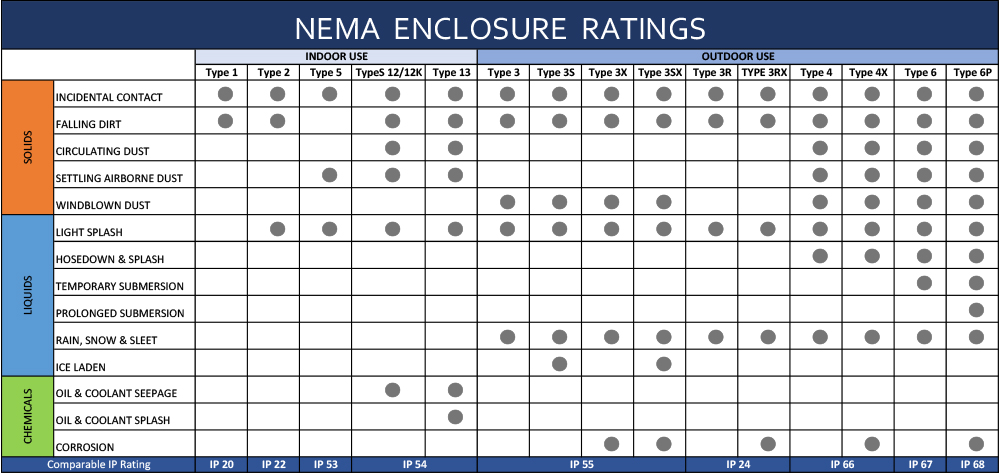 NEMA ENCLOSURE RATINGS
INDOOR USE OUTDOOR USE
Type 1 Type 2 Type 5 TypeS 12/12K Type 13 Type 3 Type 3S Type 3X Type 3SX Type 3R TYPE 3RX Type 4 Type 4X Type 6 Type 6P
SOLIDS
INCIDENTAL CONTACT
FALLING DIRT
CIRCULATING DUST
SETTLING AIRBORNE DUST
WINDBLOWN DUST
LIQUIDS
LIGHT SPLASH
HOSEDOWN & SPLASH
TEMPORARY SUBMERSION
PROLONGED SUBMERSION
RAIN, SNOW & SLEET
ICE LADEN
CHEMICALS
OIL & COOLANT SEEPAGE
OIL & COOLANT SPLASH
CORROSION
Comparable IP Rating IP 20 IP 22 IP 53 IP 54 IP 55 IP 24 IP 66 IP 67 IP 68